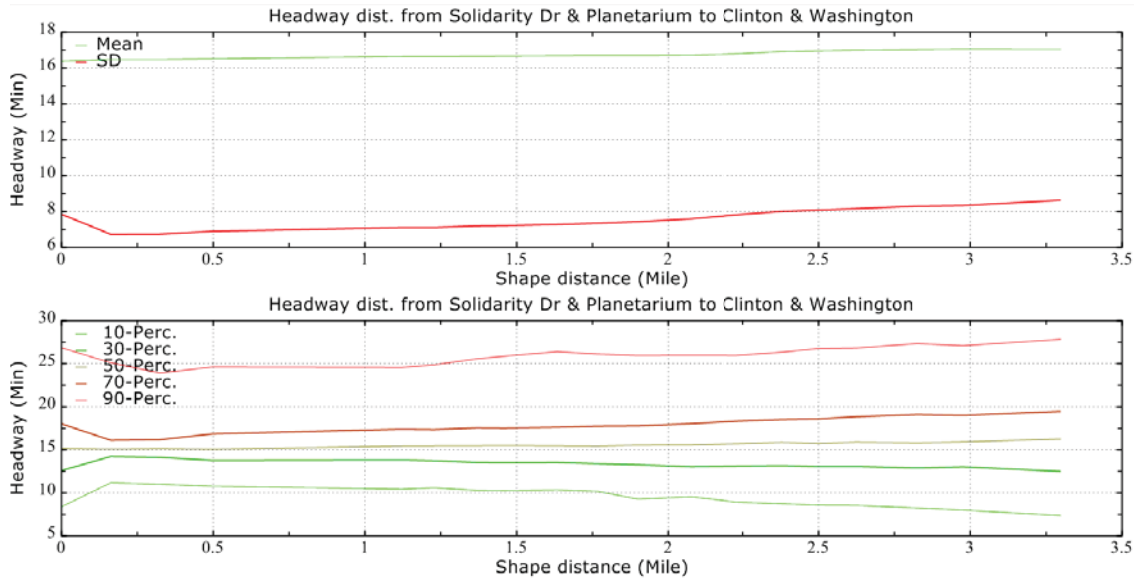 Headway dist. from Solidarity Dr & Planetarium to Clinton & Washington
18
16
14
12
10
8
6
Headway (Min)
Mean
SD
0 0.5 1 1.5 2 2.5 3 3.5
Shape distance (Mile)
Headway dist. from Solidarity Dr & Planetarium to Clinton & Washington
30
25
20
15
10
5
Headway (Min)
10-Perc.
30-Perc.
50-Perc.
70-Perc.
90-Perc.
0 0.5 1 1.5 2 2.5 3 3.5
Shape distance (Mile)